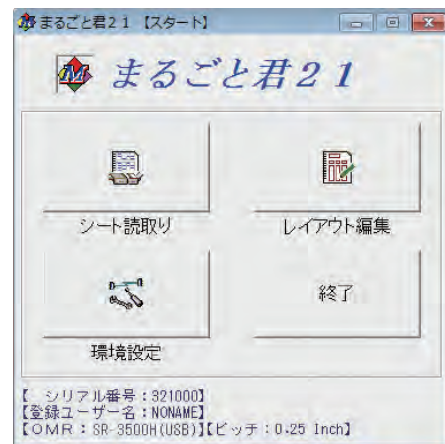 まるごと君21 【スタート】
まるごと君21
シート読取り
レイアウト編集
環境設定
終了
【 シリアル番号:321000】
【登録ユーザー名:NONAME】
【OMR:SR-3500H(USB)】【ピッチ:0.25 Inch】